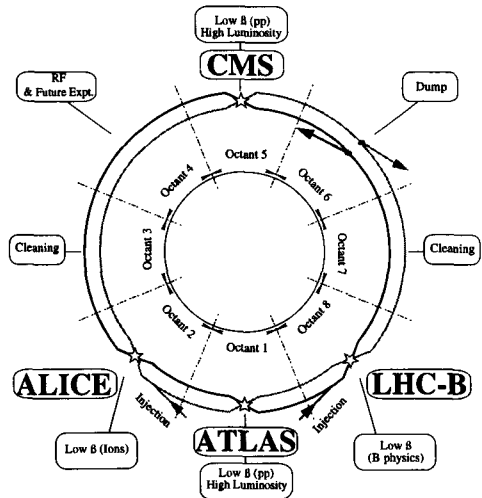 Low ß (pp)
High Luminosity
CMS
RF
& Future Expt.
Dump
Octant 5
Octant 4
Octant 6
Cleaning
Octant 3
Octant 7
Cleaning
Octant 2
Octant 8
Octant 1
ALICE
LHC-B
Injection
Injection
ATLAS
Low ß (Ions)
Low ß
(B physics)
Low ß (pp)
High Luminosity